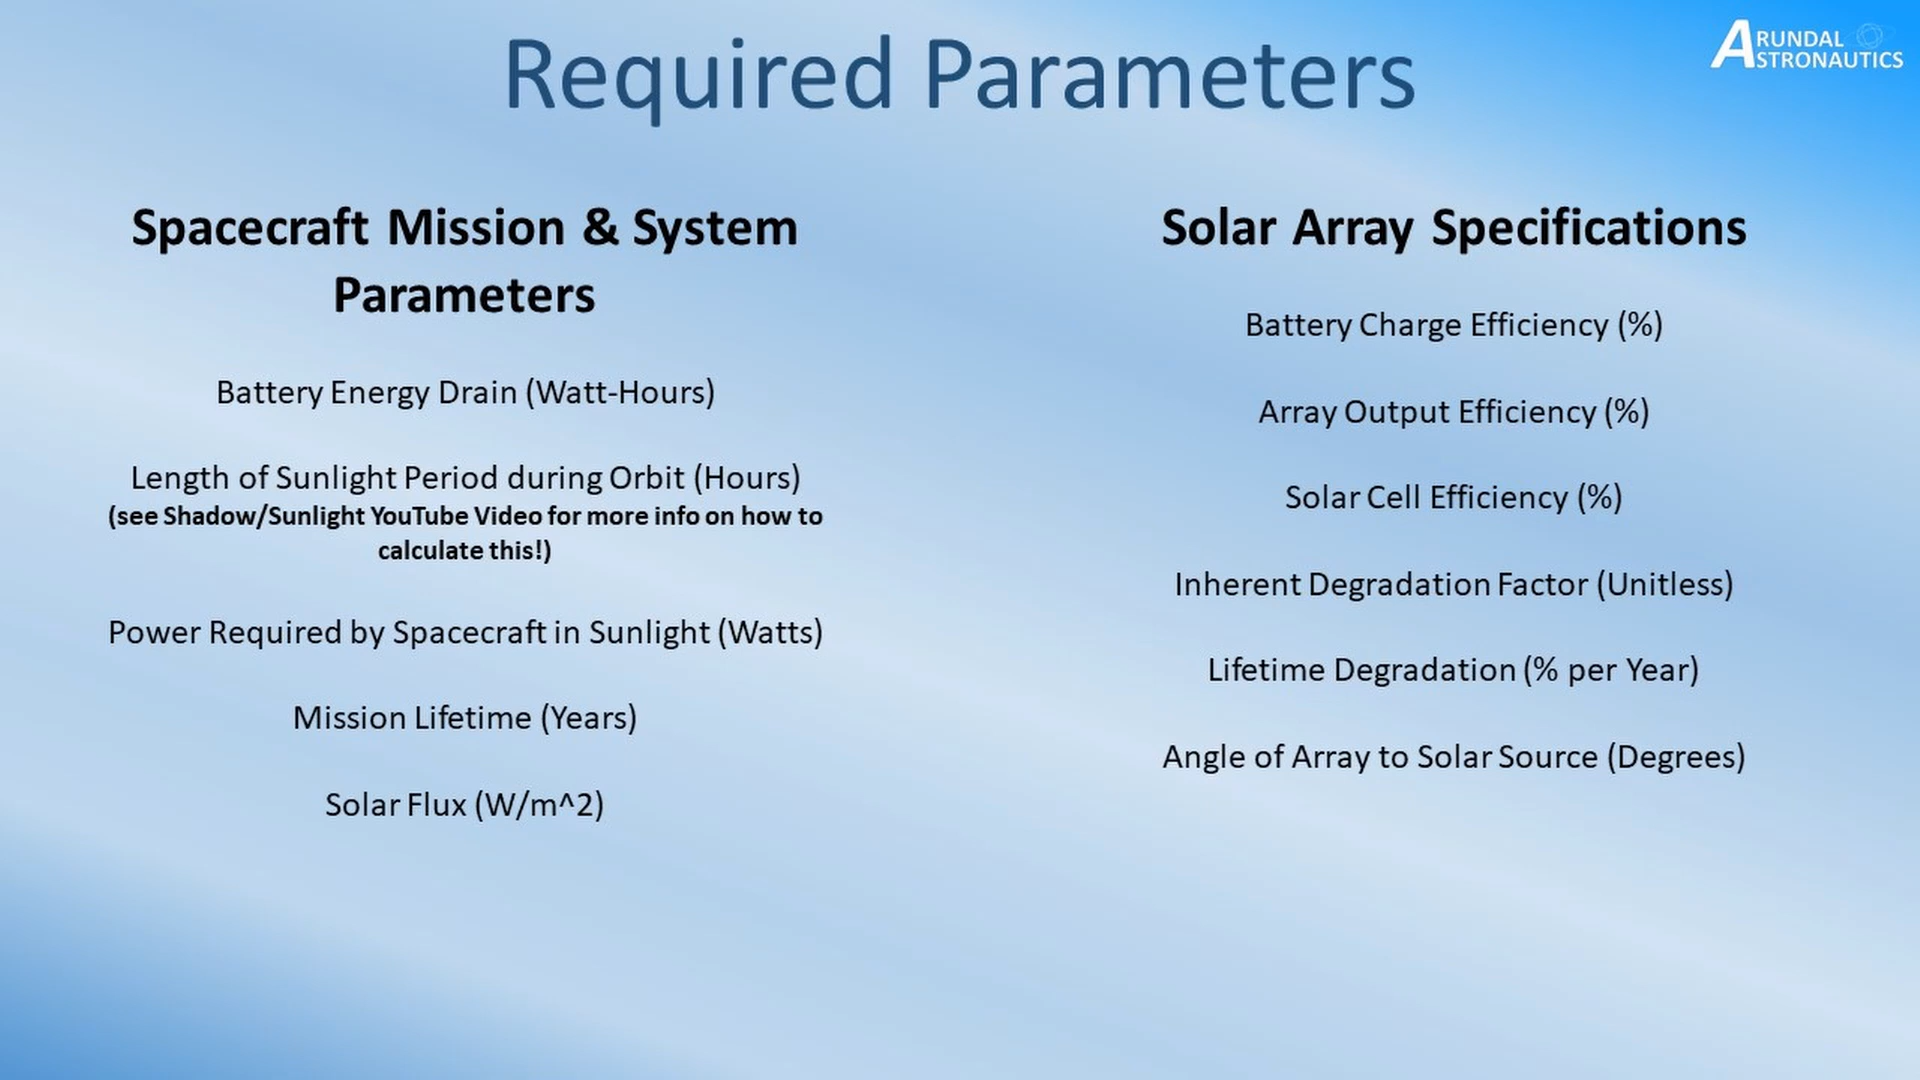 Required Parameters
ARUNDAL
ASTRONAUTICS
Spacecraft Mission & System
Parameters
Battery Energy Drain (Watt-Hours)
Length of Sunlight Period during Orbit (Hours)
(see Shadow/Sunlight YouTube Video for more info on how to
calculate this!)
Power Required by Spacecraft in Sunlight (Watts)
Mission Lifetime (Years)
Solar Flux (W/m^2)
Solar Array Specifications
Battery Charge Efficiency (%)
Array Output Efficiency (%)
Solar Cell Efficiency (%)
Inherent Degradation Factor (Unitless)
Lifetime Degradation (% per Year)
Angle of Array to Solar Source (Degrees)